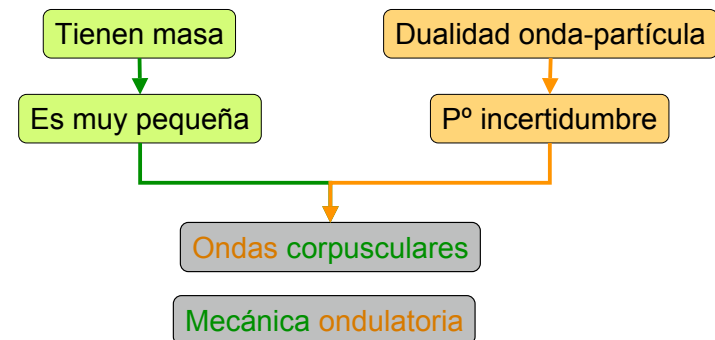 Tienen masa
Dualidad onda-partícula
Es muy pequeña
Pº incertidumbre
Ondas corpusculares
Mecánica ondulatoria